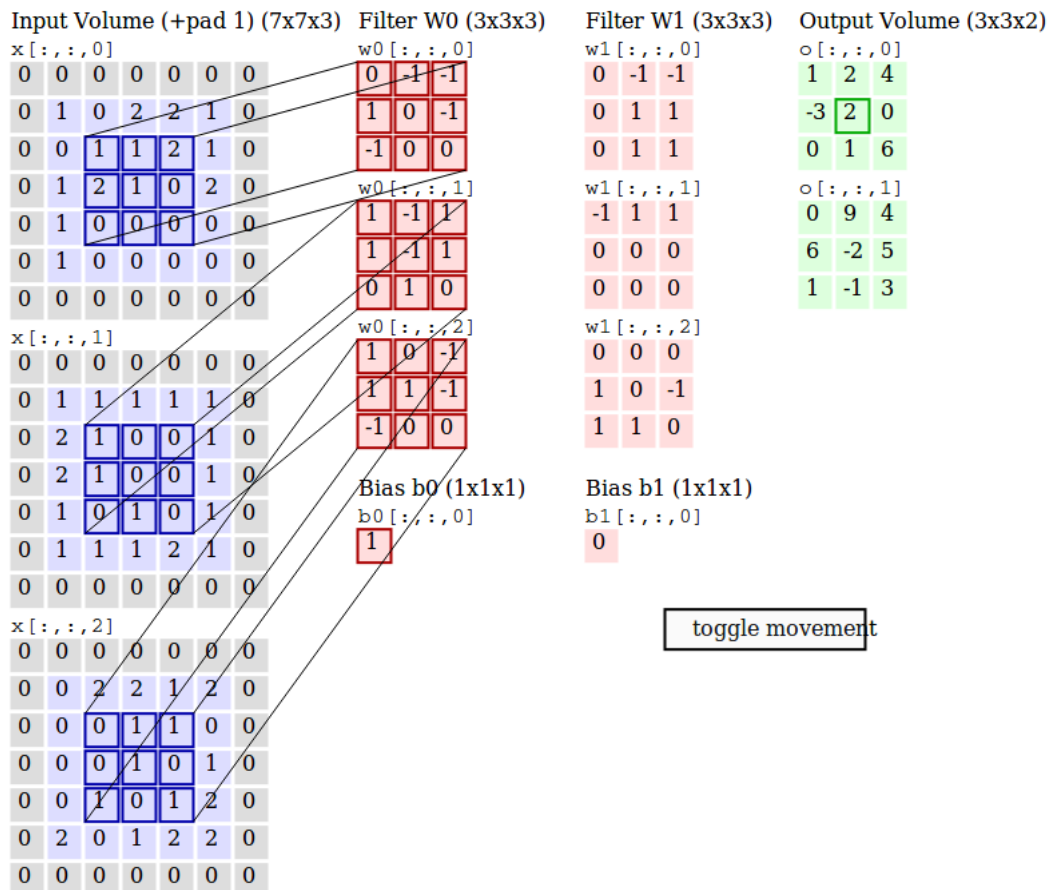 Input Volume (+pad 1) (7x7x3)
x[:,:,0]
0 0 0 0 0 0 0
0 1 0 2 2 1 0
0 0 1 1 2 1 0
0 1 2 1 0 2 0
0 1 0 0 0 0 0
0 1 0 0 0 0 0
0 0 0 0 0 0 0
x[:,:,1]
0 0 0 0 0 0 0
0 1 1 1 1 1 0
0 2 1 0 0 1 0
0 2 1 0 0 1 0
0 1 0 1 0 1 0
0 1 1 1 2 1 0
0 0 0 0 0 0 0
x[:,:,2]
0 0 0 0 0 0 0
0 0 2 2 1 2 0
0 0 0 1 1 0 0
0 0 0 1 0 1 0
0 0 1 0 1 2 0
0 2 0 1 2 2 0
0 0 0 0 0 0 0
Filter W0 (3x3x3)
w0[:,:,0]
0 -1 -1
1 0 -1
-1 0 0
w0[:,:,1]
1 -1 1
1 -1 1
0 1 0
w0[:,:,2]
1 0 -1
1 1 -1
-1 0 0
Bias b0 (1x1x1)
b0[:,:,0]
1
Filter W1 (3x3x3)
w1[:,:,0]
0 -1 -1
0 1 1
0 1 1
w1[:,:,1]
-1 1 1
0 0 0
0 0 0
w1[:,:,2]
0 0 0
1 0 -1
1 1 0
Bias b1 (1x1x1)
b1[:,:,0]
0
Output Volume (3x3x2)
o[:,:,0]
1 2 4
-3 2 0
0 1 6
o[:,:,1]
0 9 4
6 -2 5
1 -1 3
toggle movement